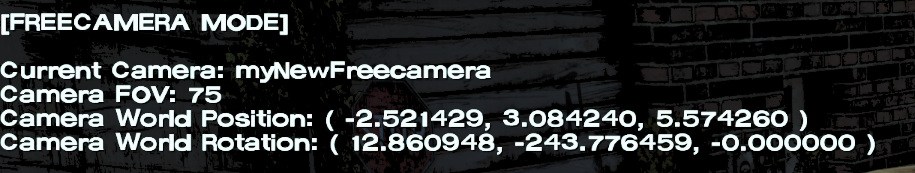 [FREECAMERA MODE]
Current Camera: myNewFreecamera
Camera FOV: 75
Camera World Position: ( -2.521429, 3.084240, 5.574260 )
Camera World Rotation: ( 12.860948, -243.776459, -0.000000 )